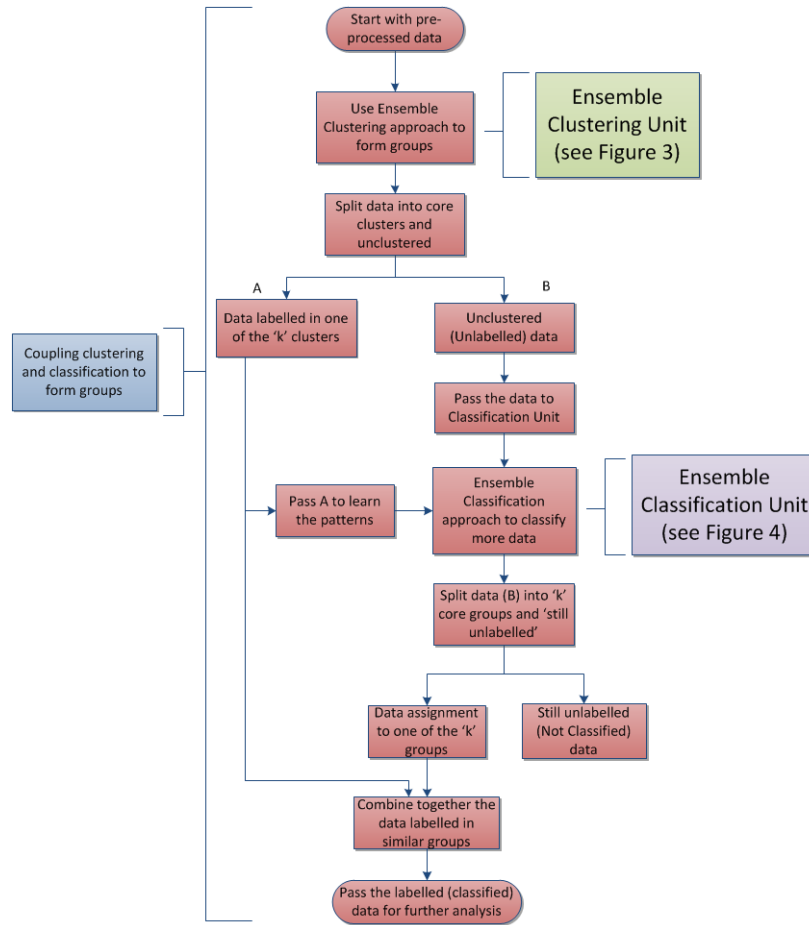 Start with pre-
processed data
Use Ensemble
Clustering approach to
form groups
Ensemble
Clustering Unit
(see Figure 3)
Split data into core
clusters and
unclustered
A
B
Data labelled in one
of the ‘k’ clusters
Unclustered
(Unlabelled) data
Coupling clustering
and classification to
form groups
Pass the data to
Classification Unit
Pass A to learn
the patterns
Ensemble
Classification
approach to classify
more data
Ensemble
Classification Unit
(see Figure 4)
Split data (B) into ‘k’
core groups and ‘still
unlabelled’
Data assignment
to one of the ‘k’
groups
Still unlabelled
(Not Classified)
data
Combine together the
data labelled in
similar groups
Pass the labelled (classified)
data for further analysis